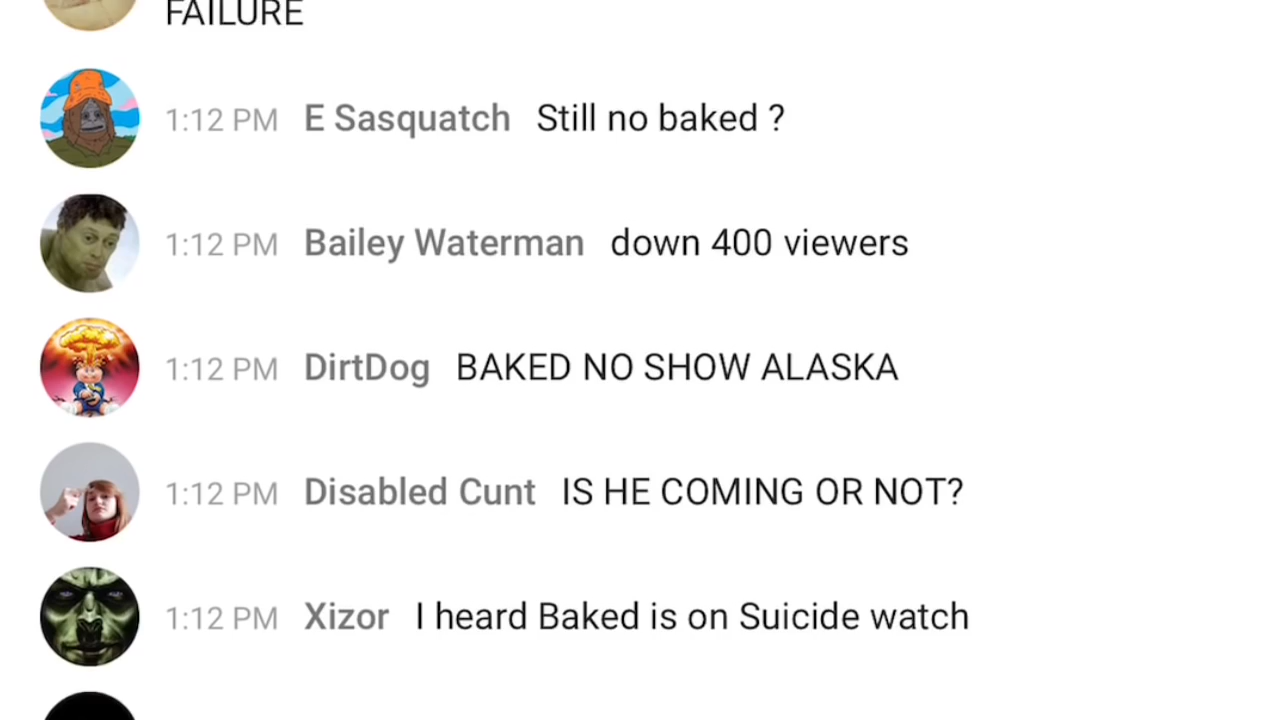 FAILURE
1:12 PM E Sasquatch Still no baked ?
1:12 PM Bailey Waterman down 400 viewers
1:12 PM DirtDog BAKED NO SHOW ALASKA
1:12 PM Disabled Cunt IS HE COMING OR NOT?
1:12 PM Xizor I heard Baked is on Suicide watch